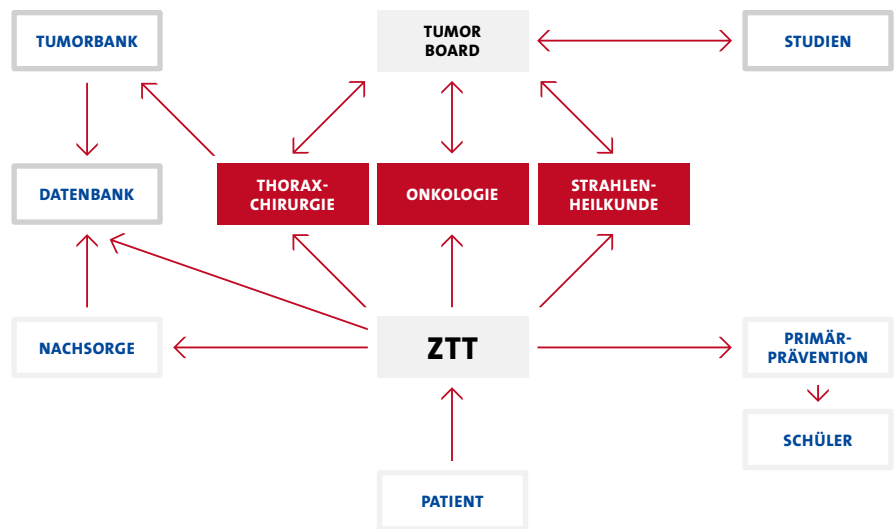 TUMORBANK
TUMOR
BOARD
STUDIEN
DATENBANK
THORAX-
CHIRURGIE
ONKOLOGIE
STRAHLEN-
HEILKUNDE
NACHSORGE
ZTT
PRIMÄR-
PRÄVENTION
SCHÜLER
PATIENT